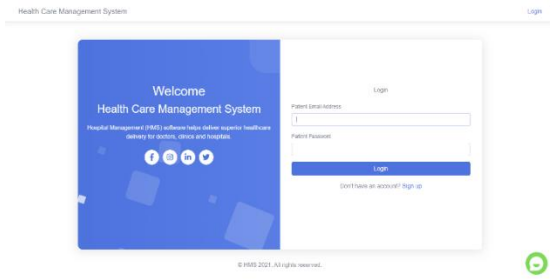 Health Care Management System
Login
Welcome
Health Care Management System
Hospital Management (HMS) software helps deliver superior healthcare
delivery for doctors, clinics and hospitals.
Login
Patient Email Address
Patient Password
Login
Don't have an account? Sign up
© HMS 2021. All rights reserved.